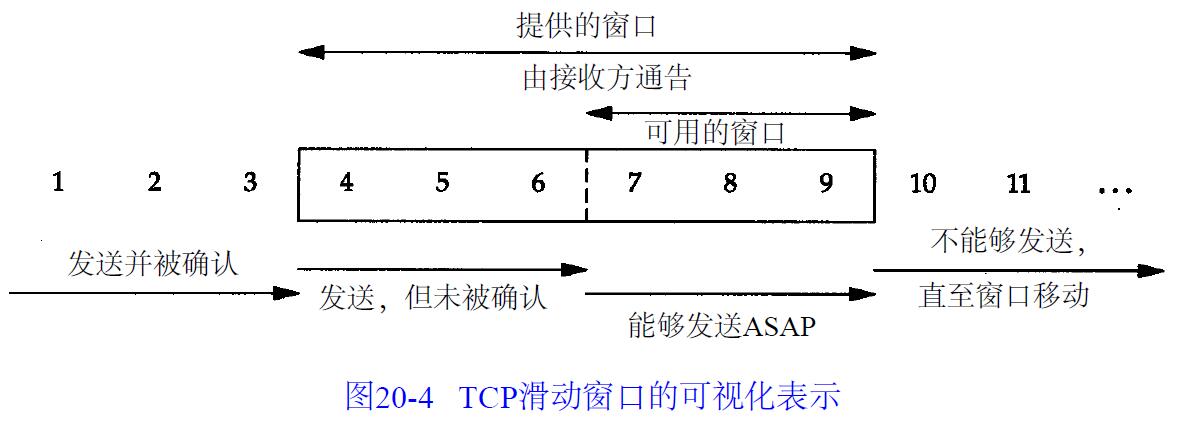 提供的窗口
由接收方通告
可用的窗口
1 2 3 4 5 6 7 8 9 10 11 ...
发送并被确认
发送，但未被确认
能够发送ASAP
不能够发送，
直至窗口移动
图20-4 TCP滑动窗口的可视化表示